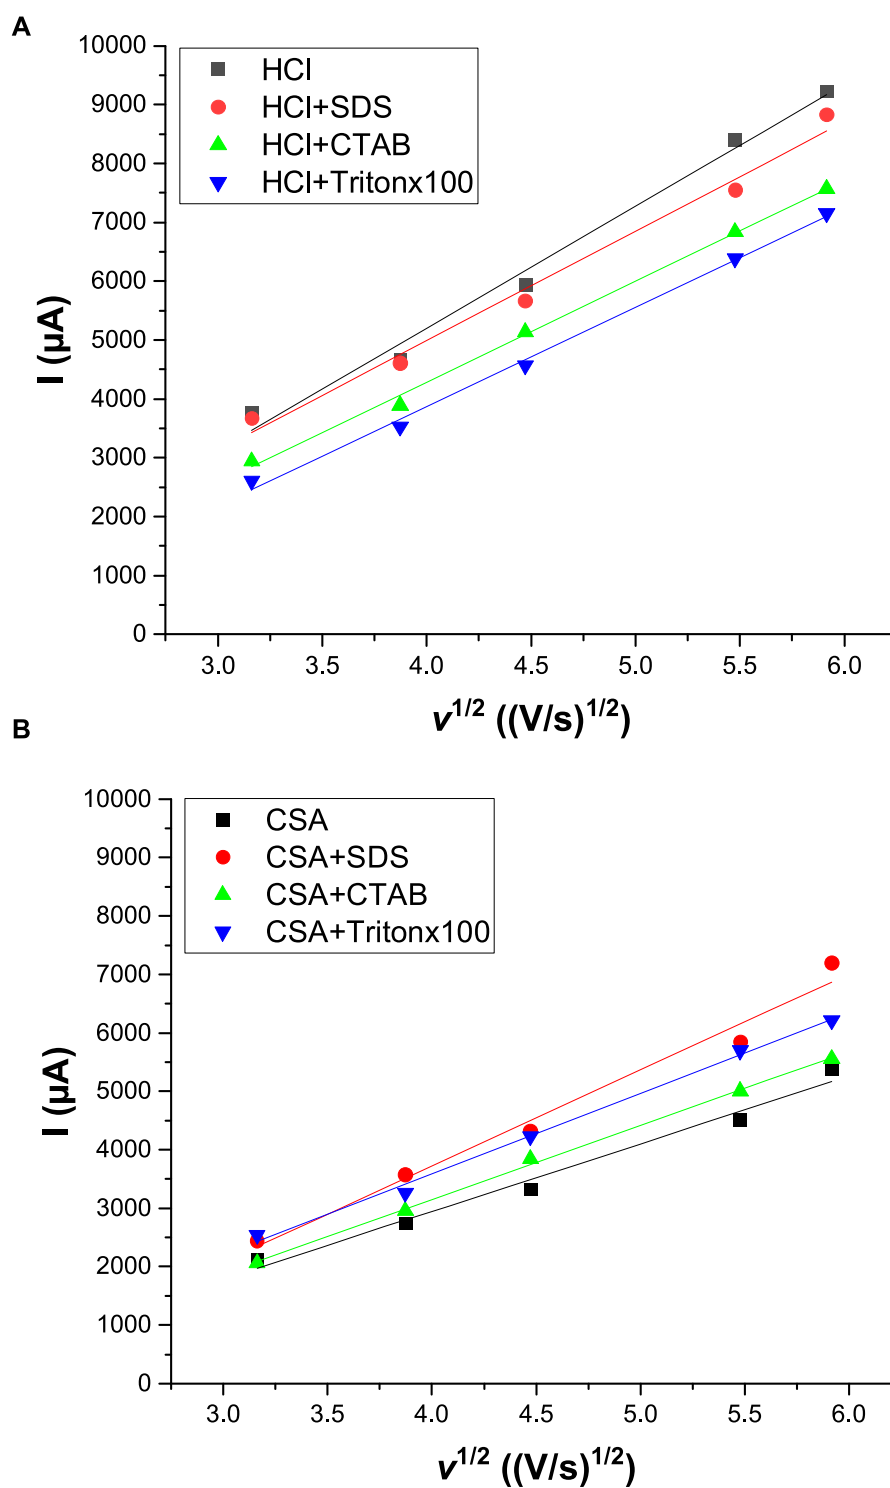 A
10000
9000
8000
7000
6000
5000
4000
3000
2000
1000
0
I (µA)
HCl
HCl+SDS
HCl+CTAB
HCl+Tritonx100
3.0 3.5 4.0 4.5 5.0 5.5 6.0
v^1/2 ((V/s)^1/2)
B
10000
9000
8000
7000
6000
5000
4000
3000
2000
1000
0
I (µA)
CSA
CSA+SDS
CSA+CTAB
CSA+Tritonx100
3.0 3.5 4.0 4.5 5.0 5.5 6.0
v^1/2 ((V/s)^1/2)